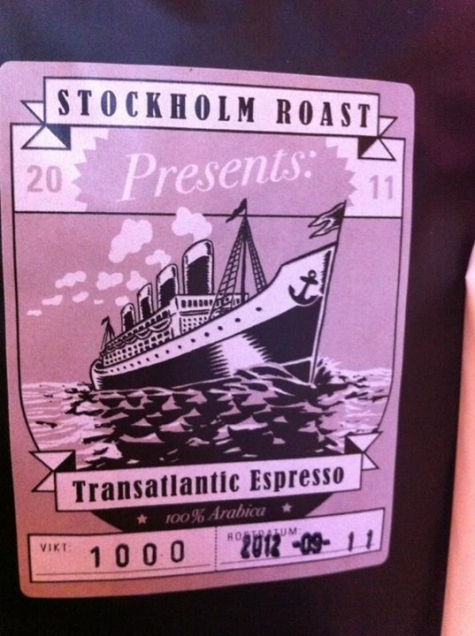 STOCKHOLM ROAST
Presents:
20 11
Transatlantic Espresso
100% Arabica
VIKT: 1000
ROSTDATUM: 2012-09-11